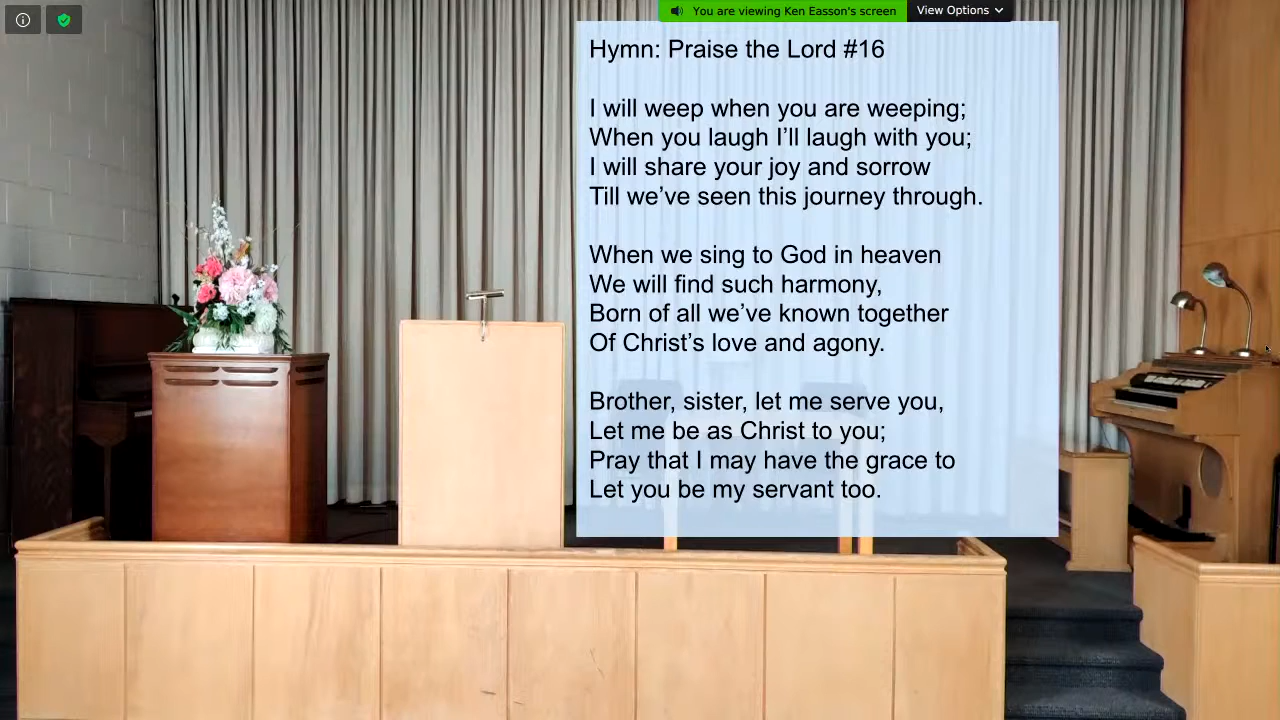 You are viewing Ken Easson's screen
View Options
Hymn: Praise the Lord #16
I will weep when you are weeping;
When you laugh I’ll laugh with you;
I will share your joy and sorrow
Till we’ve seen this journey through.
When we sing to God in heaven
We will find such harmony,
Born of all we’ve known together
Of Christ’s love and agony.
Brother, sister, let me serve you,
Let me be as Christ to you;
Pray that I may have the grace to
Let you be my servant too.